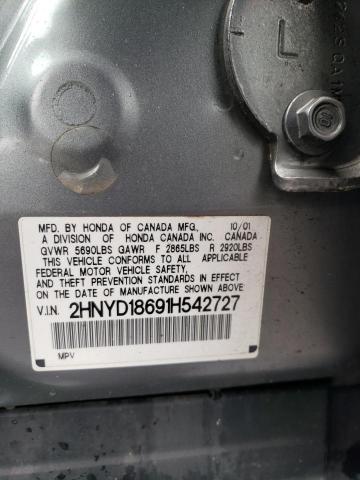 L
MFD. BY HONDA OF CANADA MFG., 10/01
A DIVISION OF HONDA CANADA INC. CANADA
GVWR 5690LBS GAWR F 2865LBS R 2920LBS
THIS VEHICLE CONFORMS TO ALL APPLICABLE
FEDERAL MOTOR VEHICLE SAFETY,
AND THEFT PREVENTION STANDARDS IN EFFECT
ON THE DATE OF MANUFACTURE SHOWN ABOVE
V.I.N. 2HNYD18691H542727
MPV